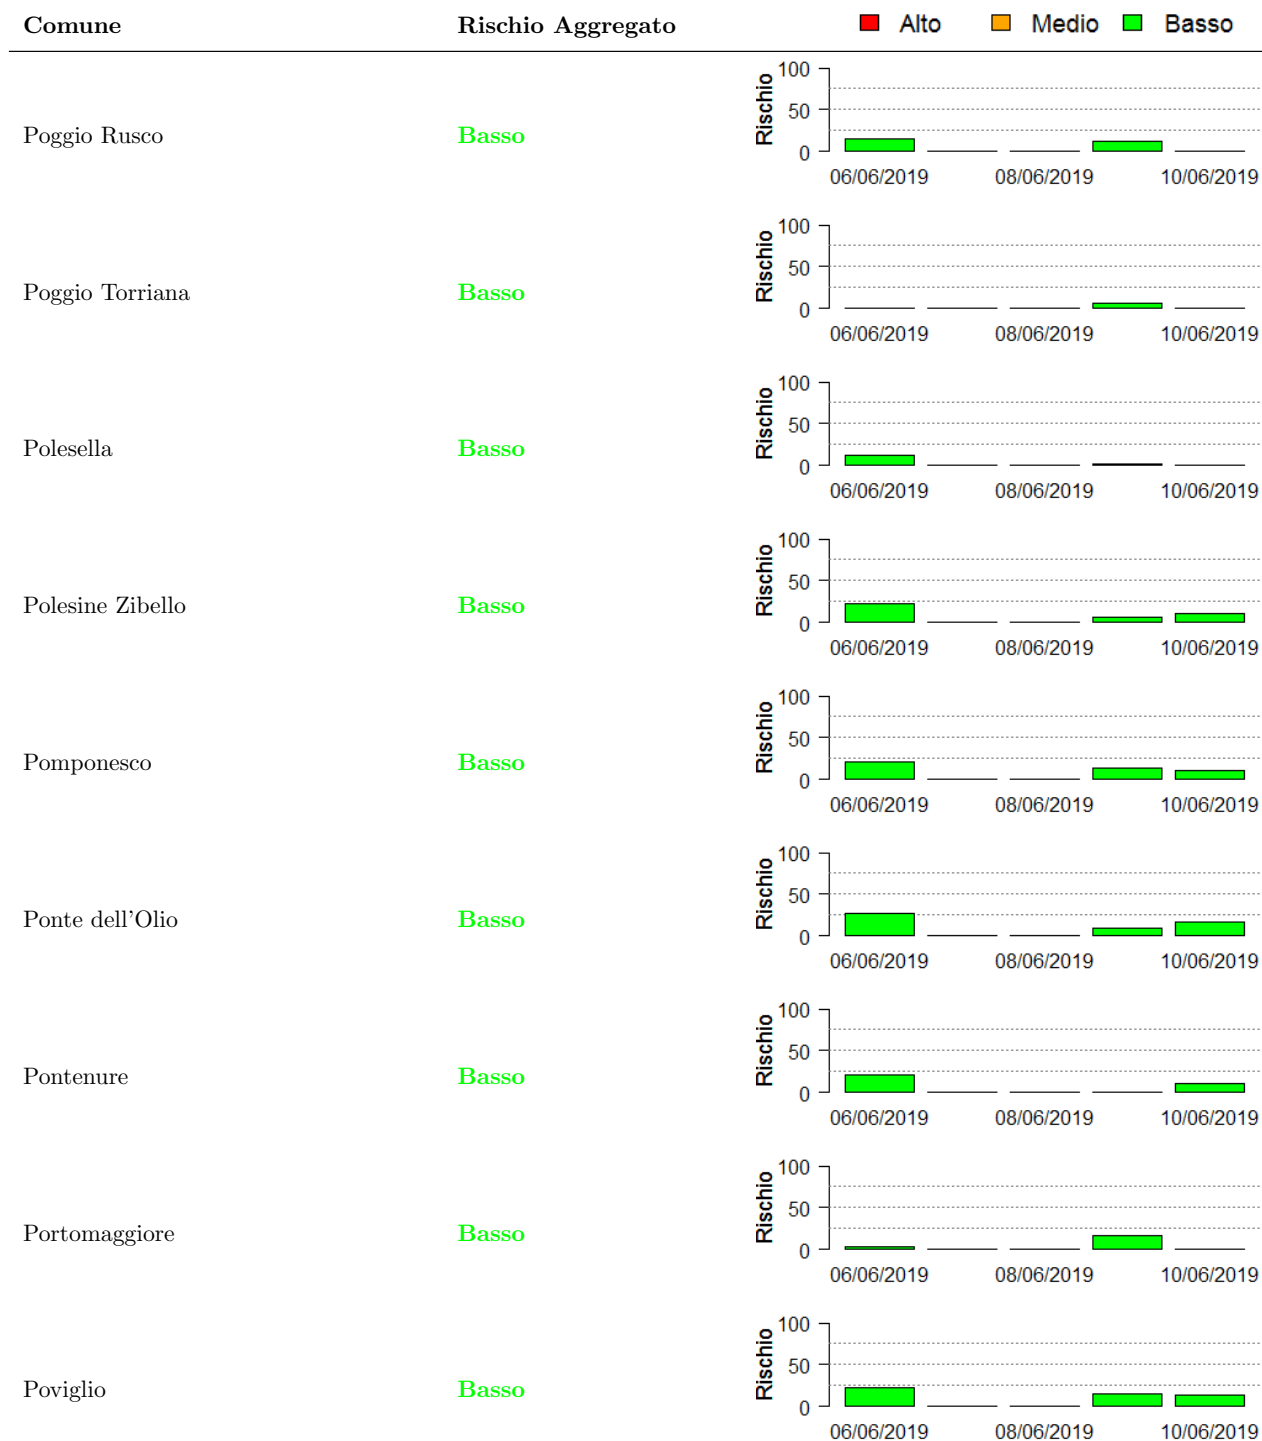 Comune Rischio Aggregato Alto Medio Basso
Poggio Rusco Basso Rischio 100 50 0
06/06/2019 08/06/2019 10/06/2019
Poggio Torriana Basso Rischio 100 50 0
06/06/2019 08/06/2019 10/06/2019
Polesella Basso Rischio 100 50 0
06/06/2019 08/06/2019 10/06/2019
Polesine Zibello Basso Rischio 100 50 0
06/06/2019 08/06/2019 10/06/2019
Pomponesco Basso Rischio 100 50 0
06/06/2019 08/06/2019 10/06/2019
Ponte dell'Olio Basso Rischio 100 50 0
06/06/2019 08/06/2019 10/06/2019
Pontenure Basso Rischio 100 50 0
06/06/2019 08/06/2019 10/06/2019
Portomaggiore Basso Rischio 100 50 0
06/06/2019 08/06/2019 10/06/2019
Poviglio Basso Rischio 100 50 0
06/06/2019 08/06/2019 10/06/2019